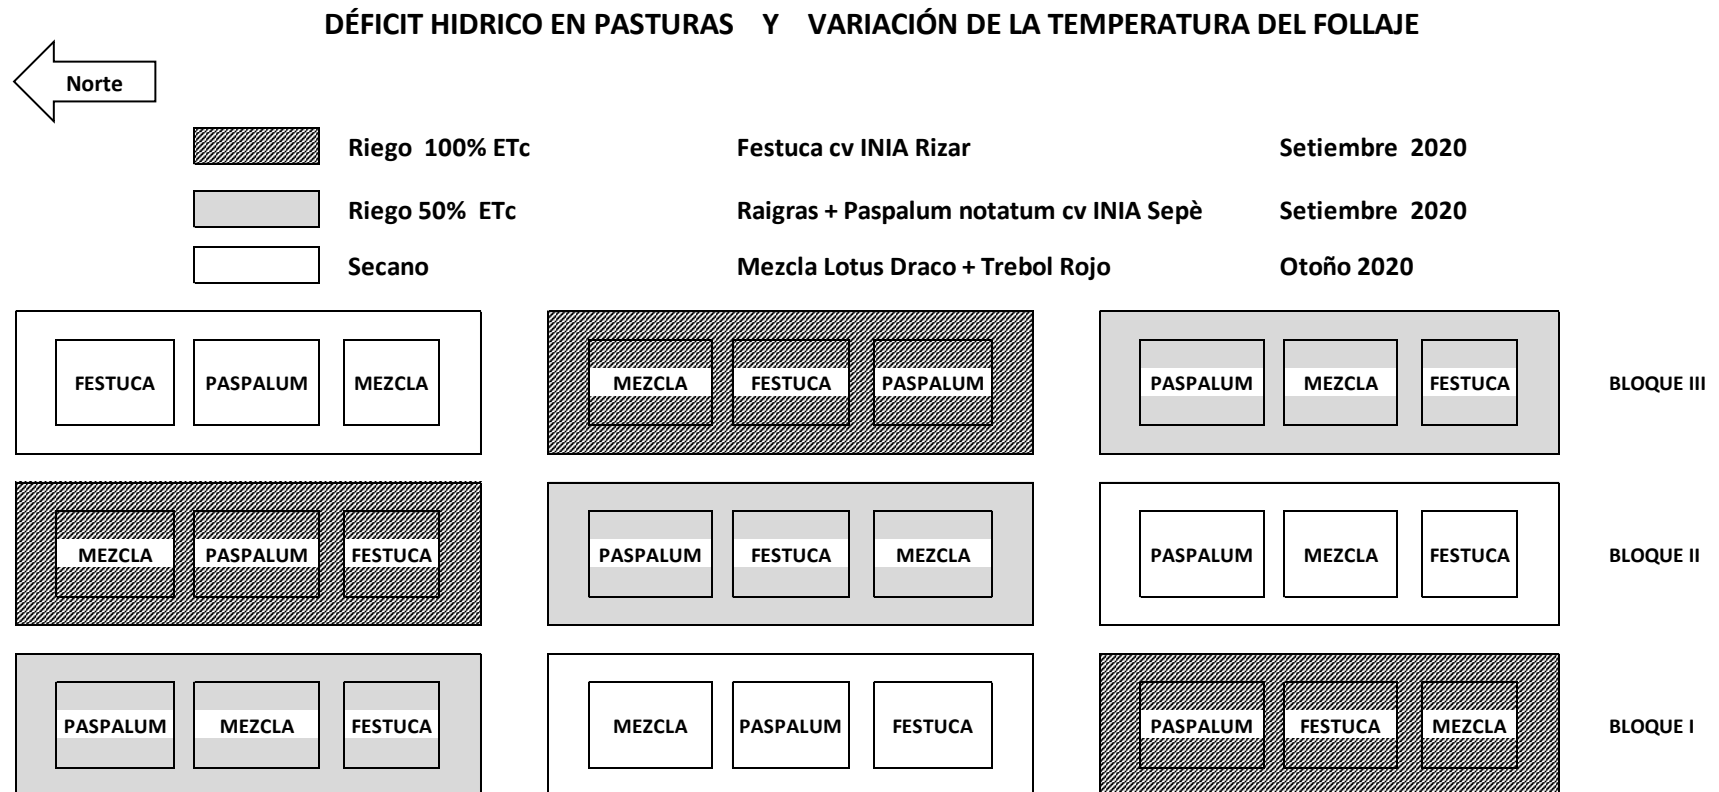 DÉFICIT HIDRICO EN PASTURAS Y VARIACIÓN DE LA TEMPERATURA DEL FOLLAJE
Norte
Riego 100% ETc Festuca cv INIA Rizar Setiembre 2020
Riego 50% ETc Raigras + Paspalum notatum cv INIA Sepè Setiembre 2020
Secano Mezcla Lotus Draco + Trebol Rojo Otoño 2020
FESTUCA PASPALUM MEZCLA MEZCLA FESTUCA PASPALUM PASPALUM MEZCLA FESTUCA BLOQUE III
MEZCLA PASPALUM FESTUCA PASPALUM FESTUCA MEZCLA PASPALUM MEZCLA FESTUCA BLOQUE II
PASPALUM MEZCLA FESTUCA MEZCLA PASPALUM FESTUCA PASPALUM FESTUCA MEZCLA BLOQUE I